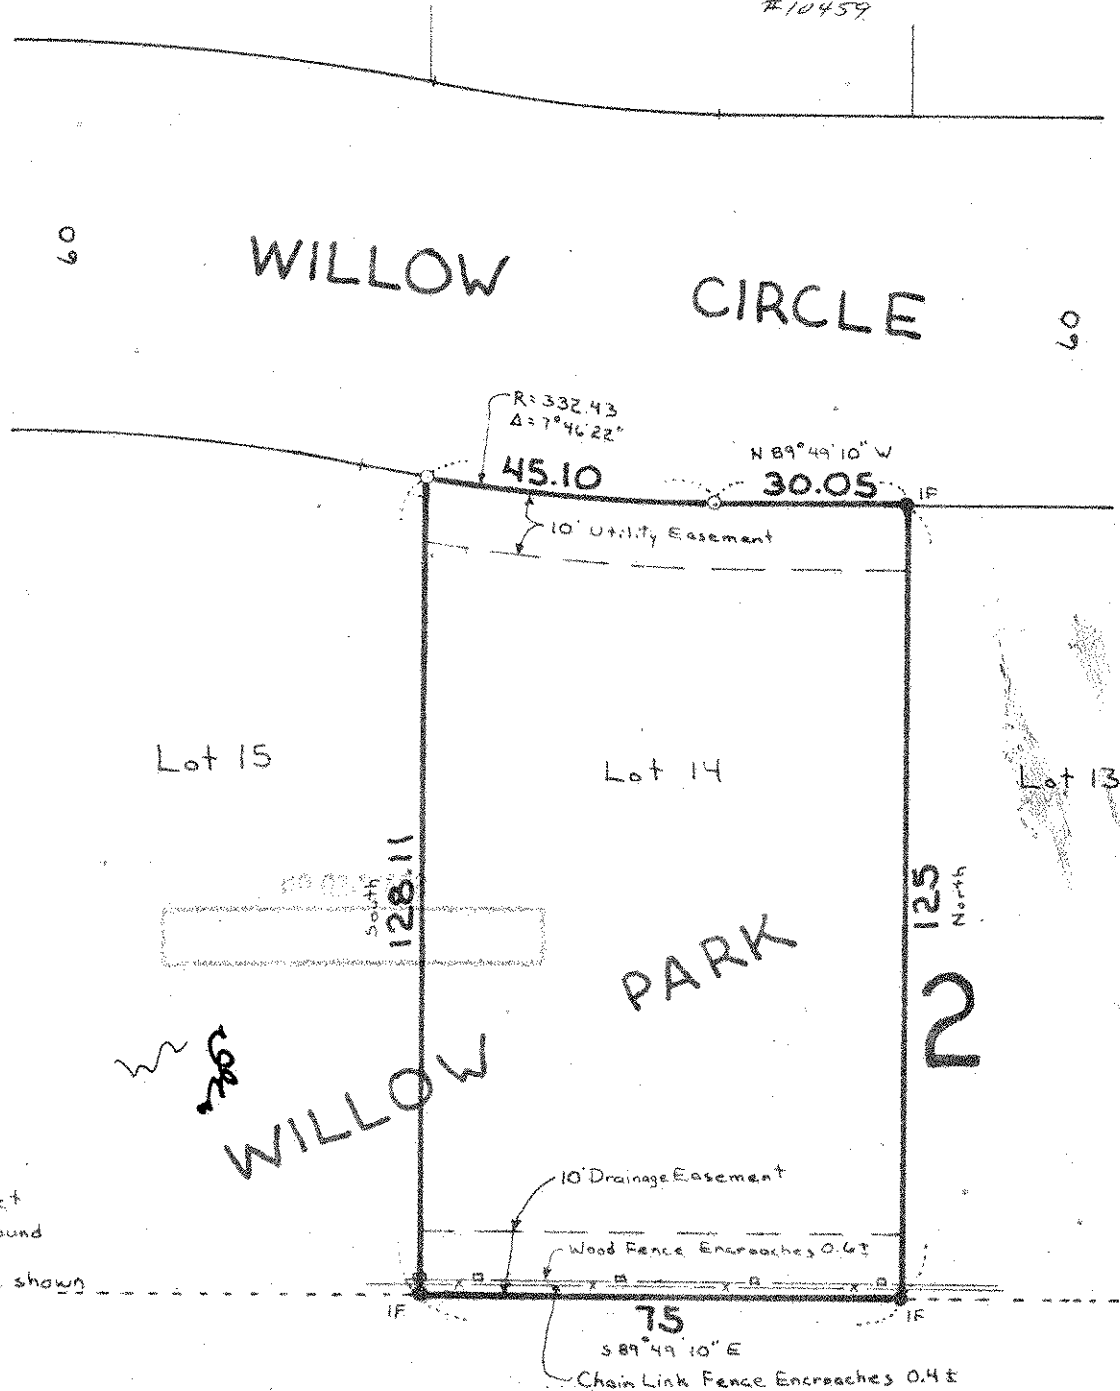 #10459
60
WILLOW CIRCLE
60
R = 332.43
Δ = 7°46'22"
45.10
N 89°49'10" W
30.05
IF
10' Utility Easement
Lot 15
Lot 14
Lot 13
South
128.11
125
North
PARK
2
WILLOW
10' Drainage Easement
Wood Fence Encroaches 0.6±
shown
IF
75
IF
S 89°49'10" E
Chain Link Fence Encroaches 0.4±